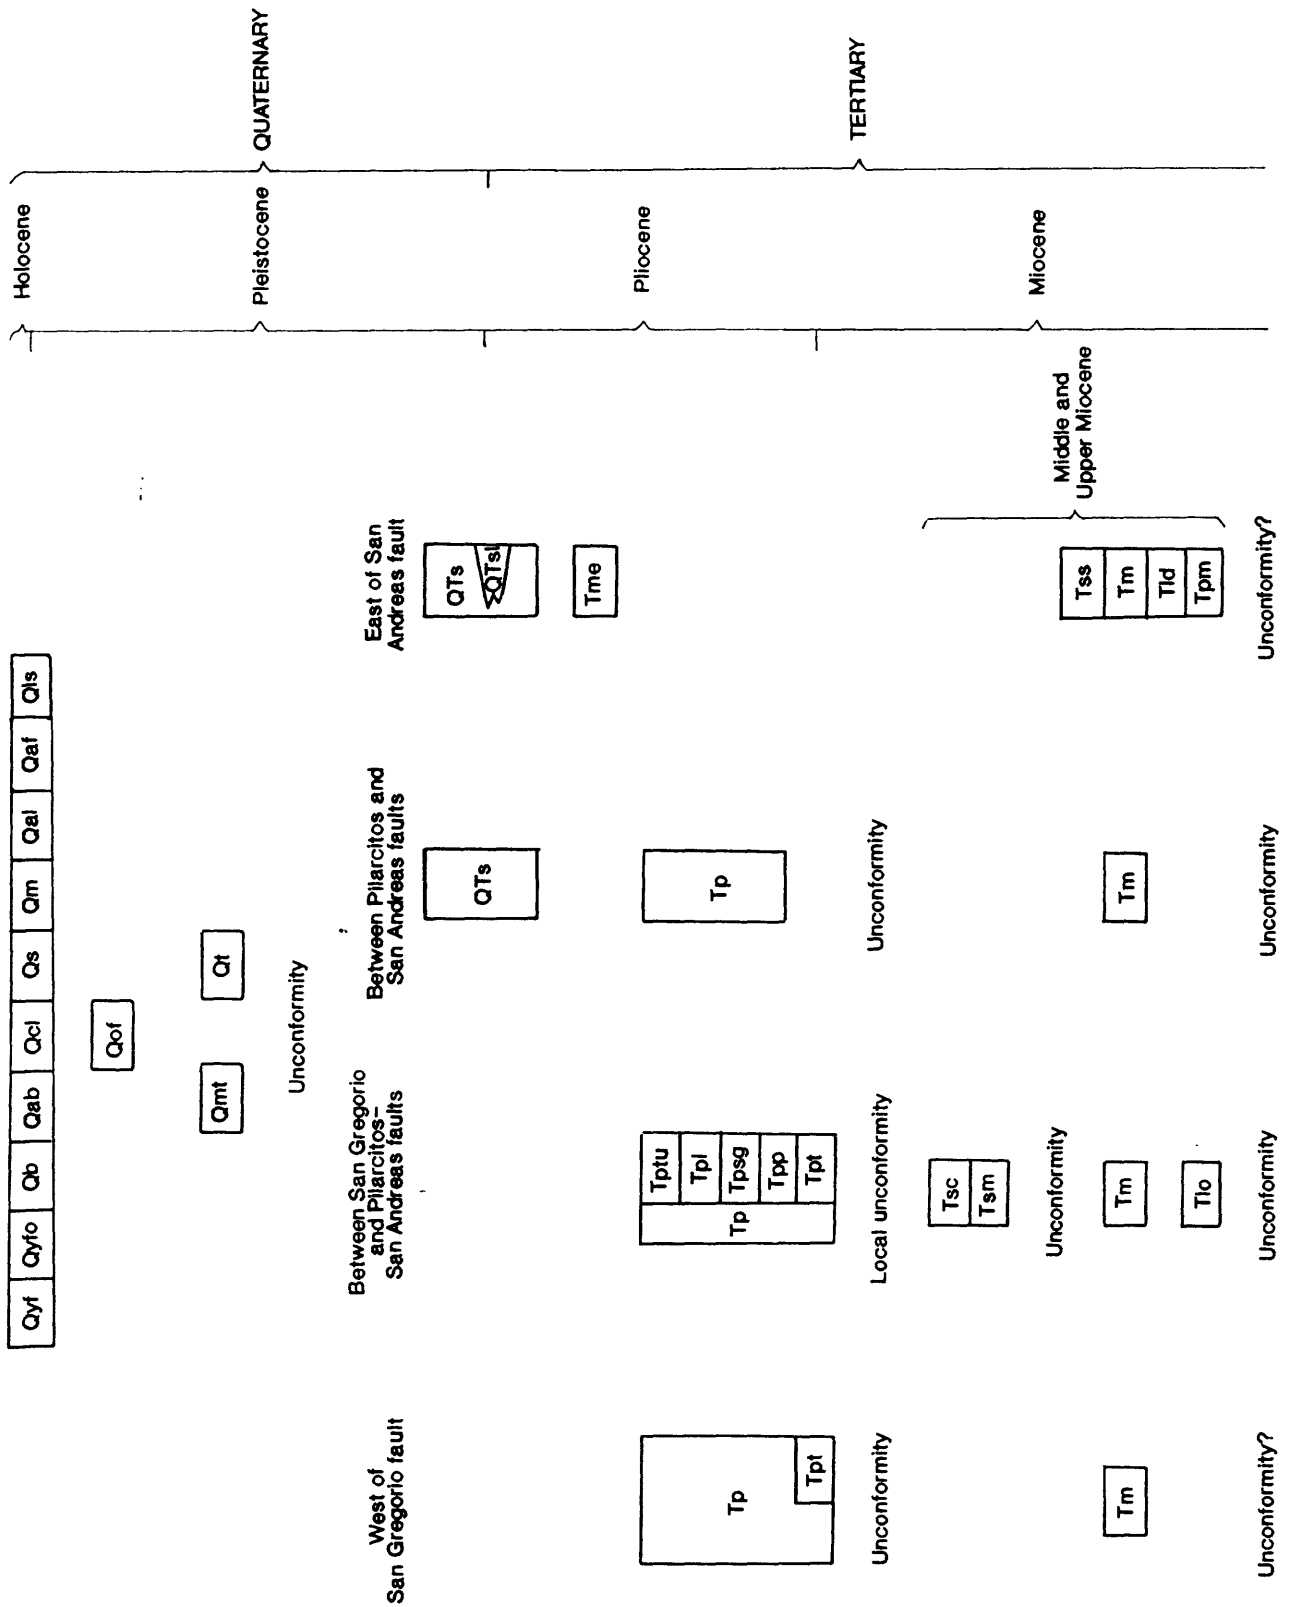 Qyf
Qyfo
Qb
Qab
Qcl
Qs
Qm
Qal
Qaf
Qls
Holocene
Qof
Qmt
Qt
Pleistocene
QUATERNARY
Unconformity
West of
San Gregorio fault
Between San Gregorio
and Pilarcitos–
San Andreas faults
Between Pilarcitos and
San Andreas faults
East of San
Andreas fault
QTs
QTs
QTsl
Tme
Tp
Tpt
Tp
Tptu
Tpl
Tpsg
Tpp
Tpt
Tp
Pliocene
TERTIARY
Unconformity
Local unconformity
Unconformity
Tsc
Tsm
Unconformity
Middle and
Upper Miocene
Miocene
Tm
Tm
Tlo
Tm
Tss
Tm
Tld
Tpm
Unconformity?
Unconformity
Unconformity
Unconformity?